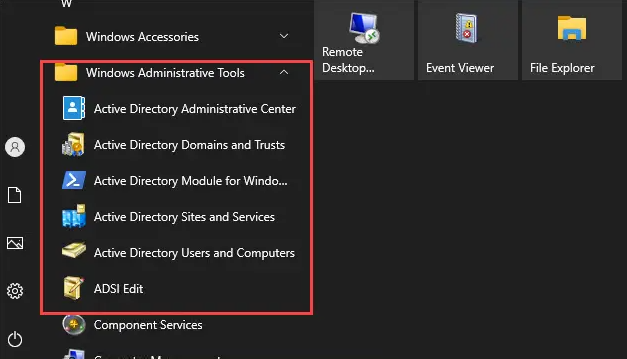 W
Windows Accessories
Windows Administrative Tools
Active Directory Administrative Center
Active Directory Domains and Trusts
Active Directory Module for Windo...
Active Directory Sites and Services
Active Directory Users and Computers
ADSI Edit
Component Services
Remote
Desktop...
Event Viewer
File Explorer